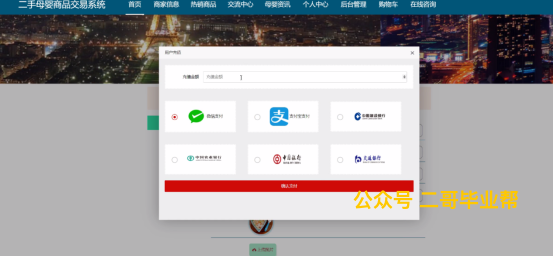 二手母婴商品交易系统 首页 商家信息 热销商品 交流中心 母婴资讯 个人中心 后台管理 购物车 在线咨询
充值金额 充值金额
微信支付 支付宝支付 中国建设银行
中国农业银行 中国银行 交通银行
确认支付
公众号 二哥毕业帮